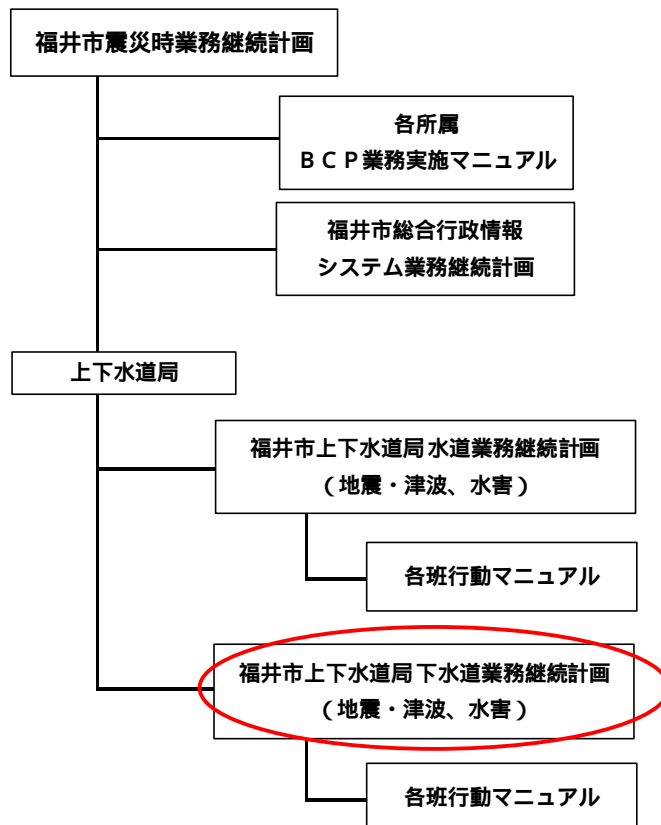 福井市震災時業務継続計画
各所属
ＢＣＰ業務実施マニュアル
福井市総合行政情報
システム業務継続計画
上下水道局
福井市上下水道局水道業務継続計画
（地震・津波、水害）
各班行動マニュアル
福井市上下水道局下水道業務継続計画
（地震・津波、水害）
各班行動マニュアル